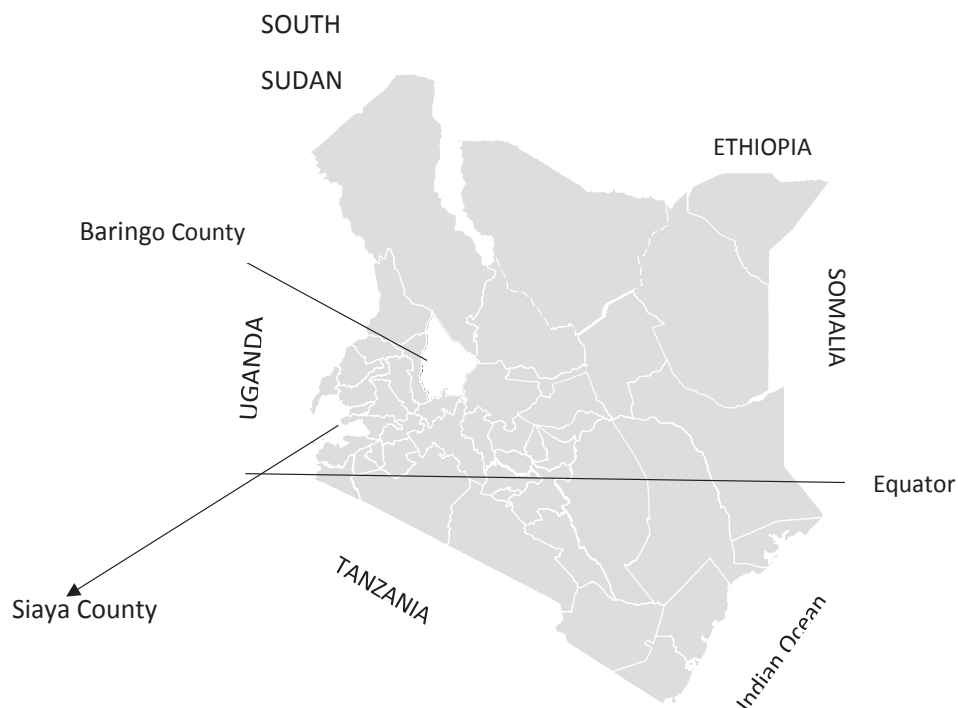 SOUTH
SUDAN
ETHIOPIA
Baringo County
SOMALIA
UGANDA
Equator
TANZANIA
Siaya County
Indian Ocean